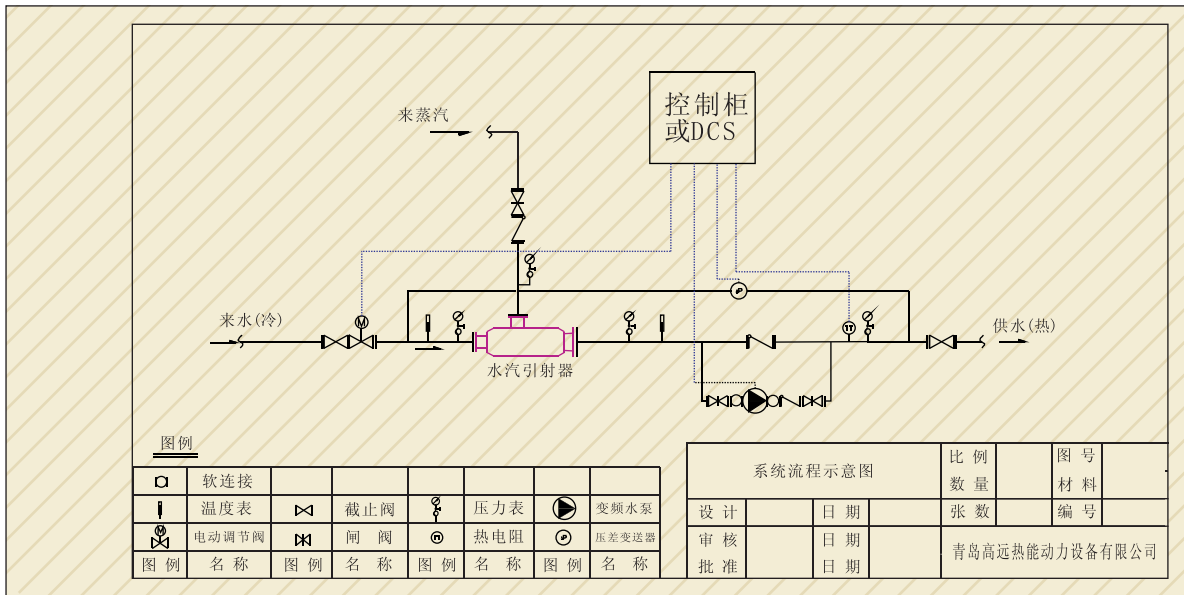 控制柜
或DCS
来蒸汽
M
来水(冷)
供水(热)
水汽引射器
图例
软连接
温度表
截止阀
压力表
变频水泵
M
电动调节阀
闸 阀
热电阻
压差变送器
图 例
名 称
图 例
名 称
图 例
名 称
图 例
名 称
系统流程示意图
比 例
图 号
数 量
材 料
设 计
日 期
张 数
编 号
审 核
日 期
批 准
日 期
青岛高远热能动力设备有限公司